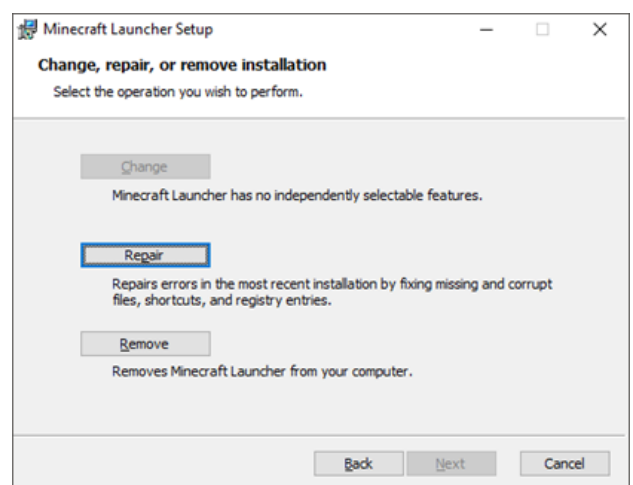 Minecraft Launcher Setup
Change, repair, or remove installation
Select the operation you wish to perform.
Change
Minecraft Launcher has no independently selectable features.
Repair
Repairs errors in the most recent installation by fixing missing and corrupt
files, shortcuts, and registry entries.
Remove
Removes Minecraft Launcher from your computer.
Back Next Cancel